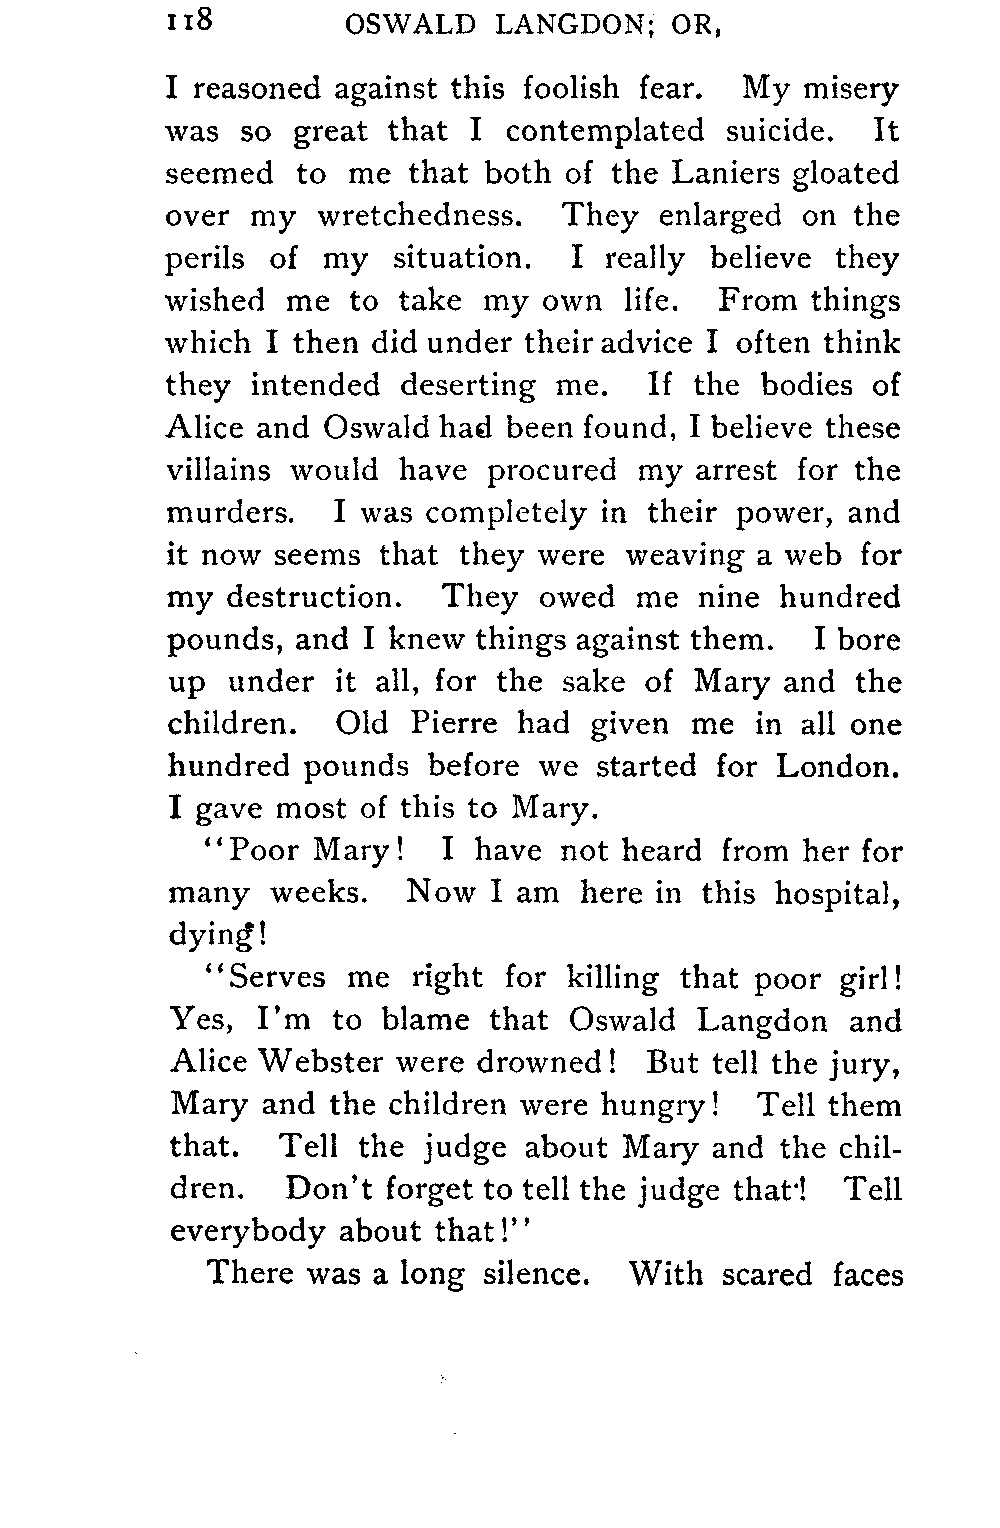 118 OSWALD LANGDON; OR,
I reasoned against this foolish fear. My misery
was so great that I contemplated suicide. It
seemed to me that both of the Laniers gloated
over my wretchedness. They enlarged on the
perils of my situation. I really believe they
wished me to take my own life. From things
which I then did under their advice I often think
they intended deserting me. If the bodies of
Alice and Oswald had been found, I believe these
villains would have procured my arrest for the
murders. I was completely in their power, and
it now seems that they were weaving a web for
my destruction. They owed me nine hundred
pounds, and I knew things against them. I bore
up under it all, for the sake of Mary and the
children. Old Pierre had given me in all one
hundred pounds before we started for London.
I gave most of this to Mary.
“Poor Mary! I have not heard from her for
many weeks. Now I am here in this hospital,
dying!
“Serves me right for killing that poor girl!
Yes, I'm to blame that Oswald Langdon and
Alice Webster were drowned! But tell the jury,
Mary and the children were hungry! Tell them
that. Tell the judge about Mary and the chil-
dren. Don't forget to tell the judge that! Tell
everybody about that!”
There was a long silence. With scared faces